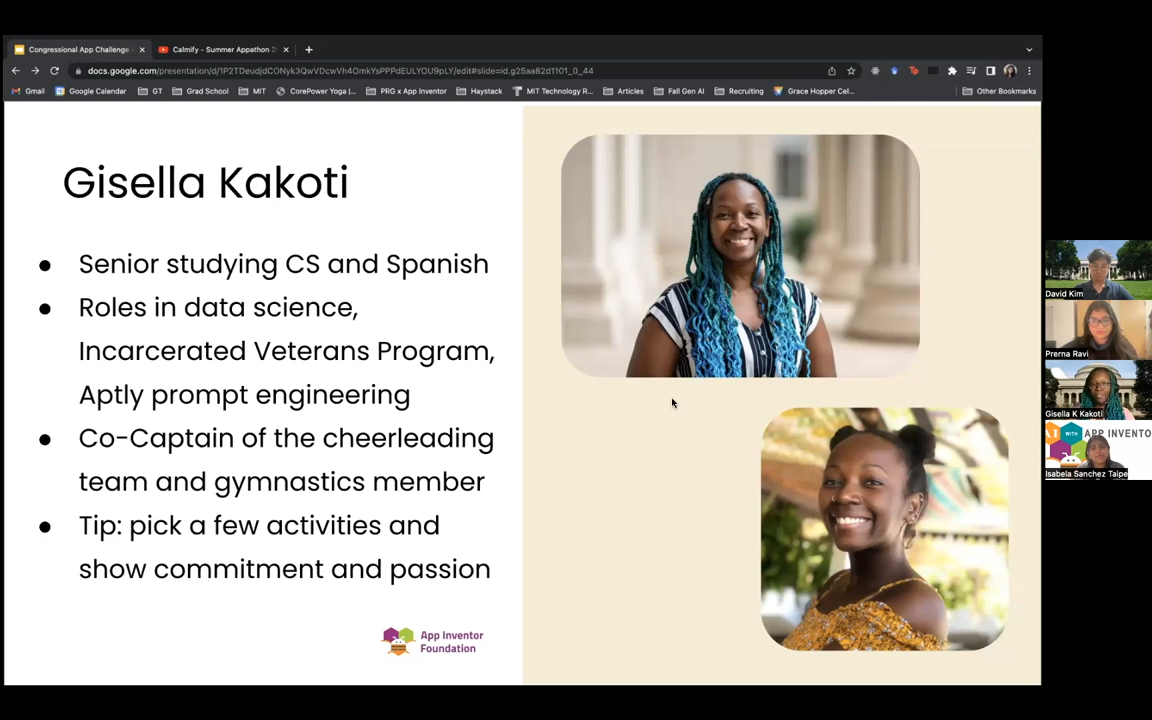 Congressional App Challenge
Calmify - Summer Appathon 2
docs.google.com/presentation/d/1P2TDeudjdCONyk3QwVDcwVh4OmkYsPPPdEULYOU9pLY/edit#slide=id.g25aa82d1101_0_44
Gmail Google Calendar GT Grad School MIT CorePower Yoga |... PRG x App Inventor Haystack MIT Technology R... Articles Fall Gen AI Recruiting Grace Hopper Cel... Other Bookmarks
Gisella Kakoti
● Senior studying CS and Spanish
● Roles in data science,
Incarcerated Veterans Program,
Aptly prompt engineering
● Co-Captain of the cheerleading
team and gymnastics member
● Tip: pick a few activities and
show commitment and passion
App Inventor
Foundation
David Kim
Prerna Ravi
Gisella K Kakoti
AI WITH APP INVENTO
Isabela Sanchez Taipe